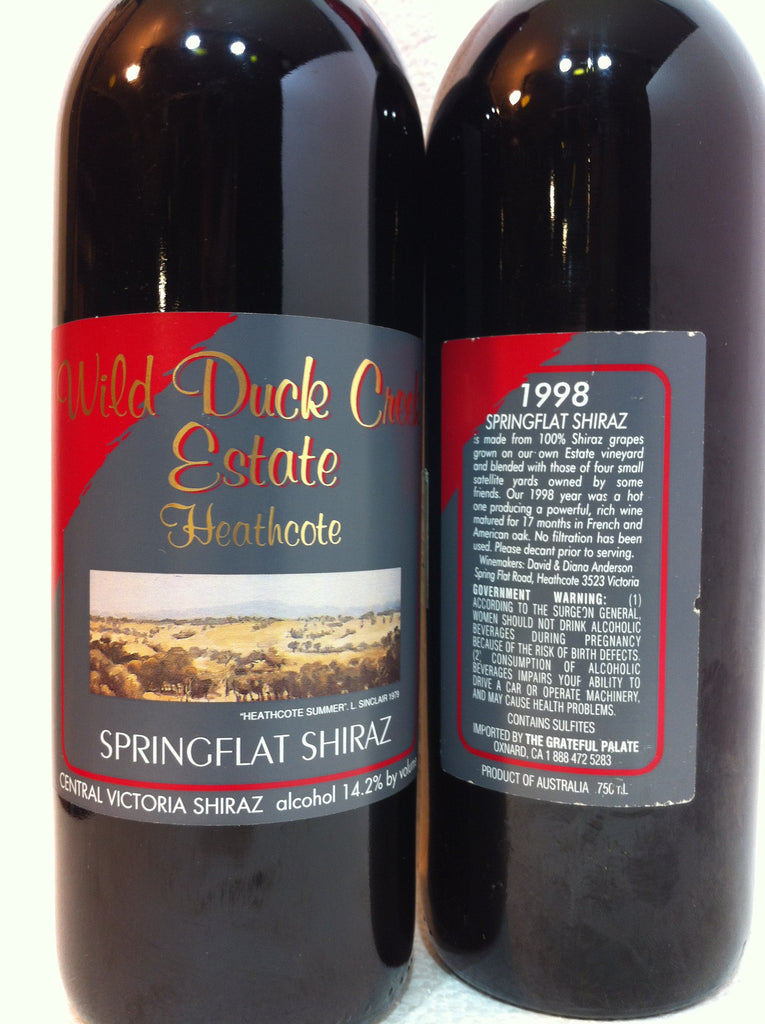 Wild Duck Creek
Estate
Heathcote
"HEATHCOTE SUMMER". L. SINCLAIR 1979
SPRINGFLAT SHIRAZ
CENTRAL VICTORIA SHIRAZ alcohol 14.2% by volume
1998
SPRINGFLAT SHIRAZ
is made from 100% Shiraz grapes
grown on our own Estate vineyard
and blended with those of four small
satellite yards owned by some
friends. Our 1998 year was a hot
one producing a powerful, rich wine
matured for 17 months in French and
American oak. No filtration has been
used. Please decant prior to serving.
Winemakers: David & Diana Anderson
Spring Flat Road, Heathcote 3523 Victoria
GOVERNMENT WARNING: (1)
ACCORDING TO THE SURGEON GENERAL,
WOMEN SHOULD NOT DRINK ALCOHOLIC
BEVERAGES DURING PREGNANCY
BECAUSE OF THE RISK OF BIRTH DEFECTS.
(2) CONSUMPTION OF ALCOHOLIC
BEVERAGES IMPAIRS YOUF ABILITY TO
DRIVE A CAR OR OPERATE MACHINERY,
AND MAY CAUSE HEALTH PROBLEMS.
CONTAINS SULFITES
IMPORTED BY THE GRATEFUL PALATE
OXNARD, CA 1 888 472 5283
PRODUCT OF AUSTRALIA 750 mL